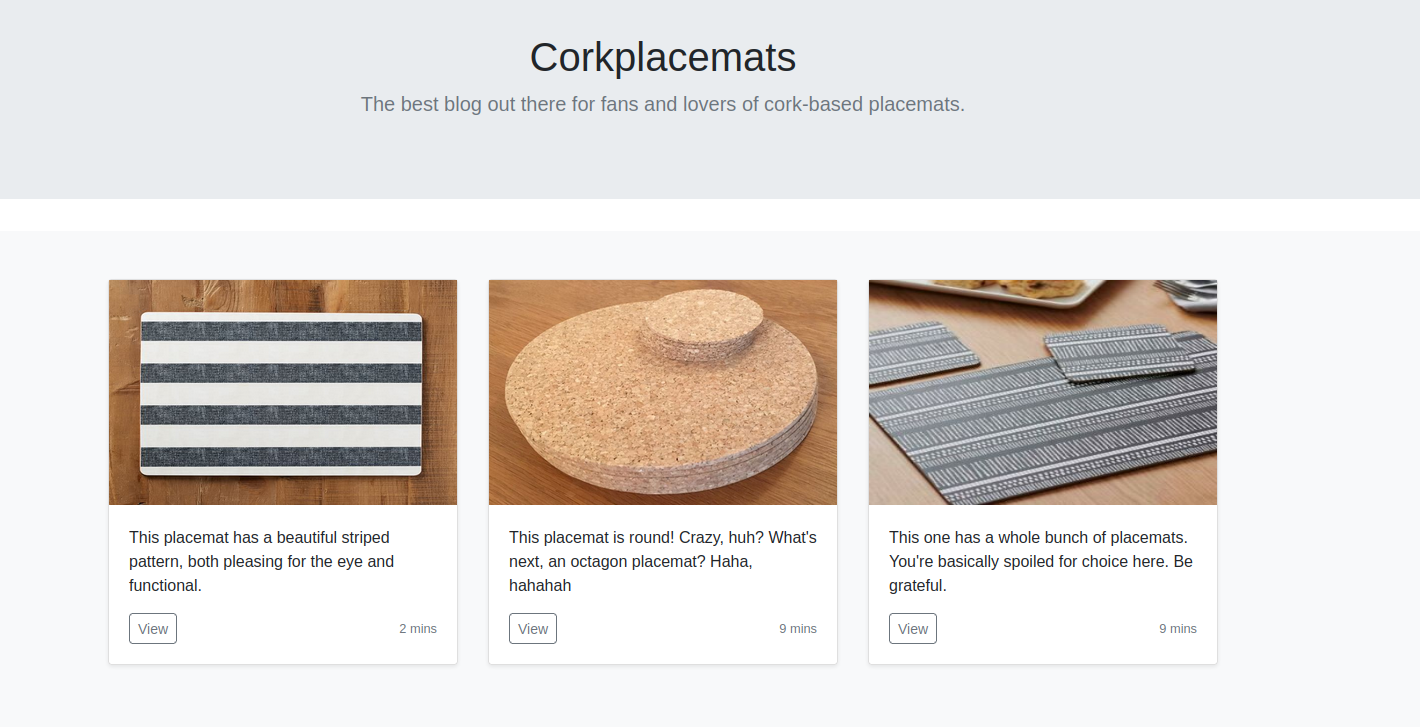 Corkplacemats
The best blog out there for fans and lovers of cork-based placemats.
This placemat has a beautiful striped
pattern, both pleasing for the eye and
functional.
View
2 mins
This placemat is round! Crazy, huh? What's
next, an octagon placemat? Haha,
hahahah
View
9 mins
This one has a whole bunch of placemats.
You're basically spoiled for choice here. Be
grateful.
View
9 mins